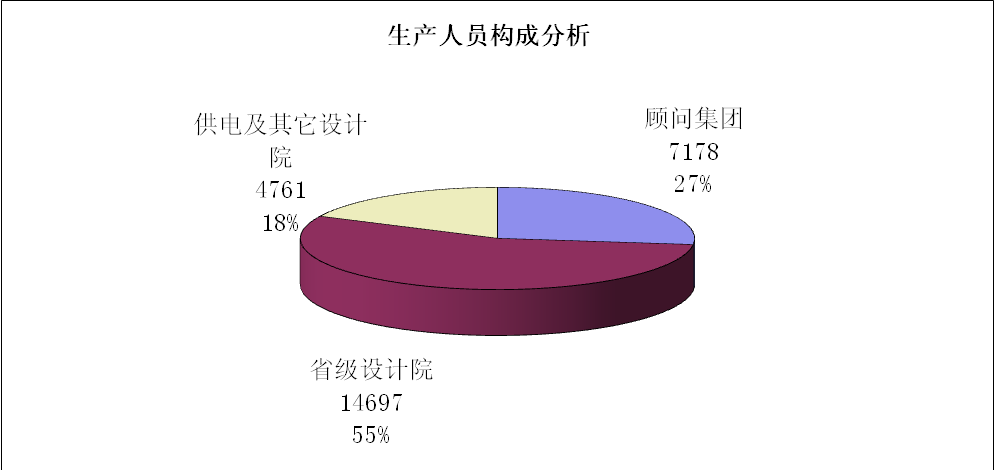 生产人员构成分析
供电及其它设计
院
4761
18%
顾问集团
7178
27%
省级设计院
14697
55%